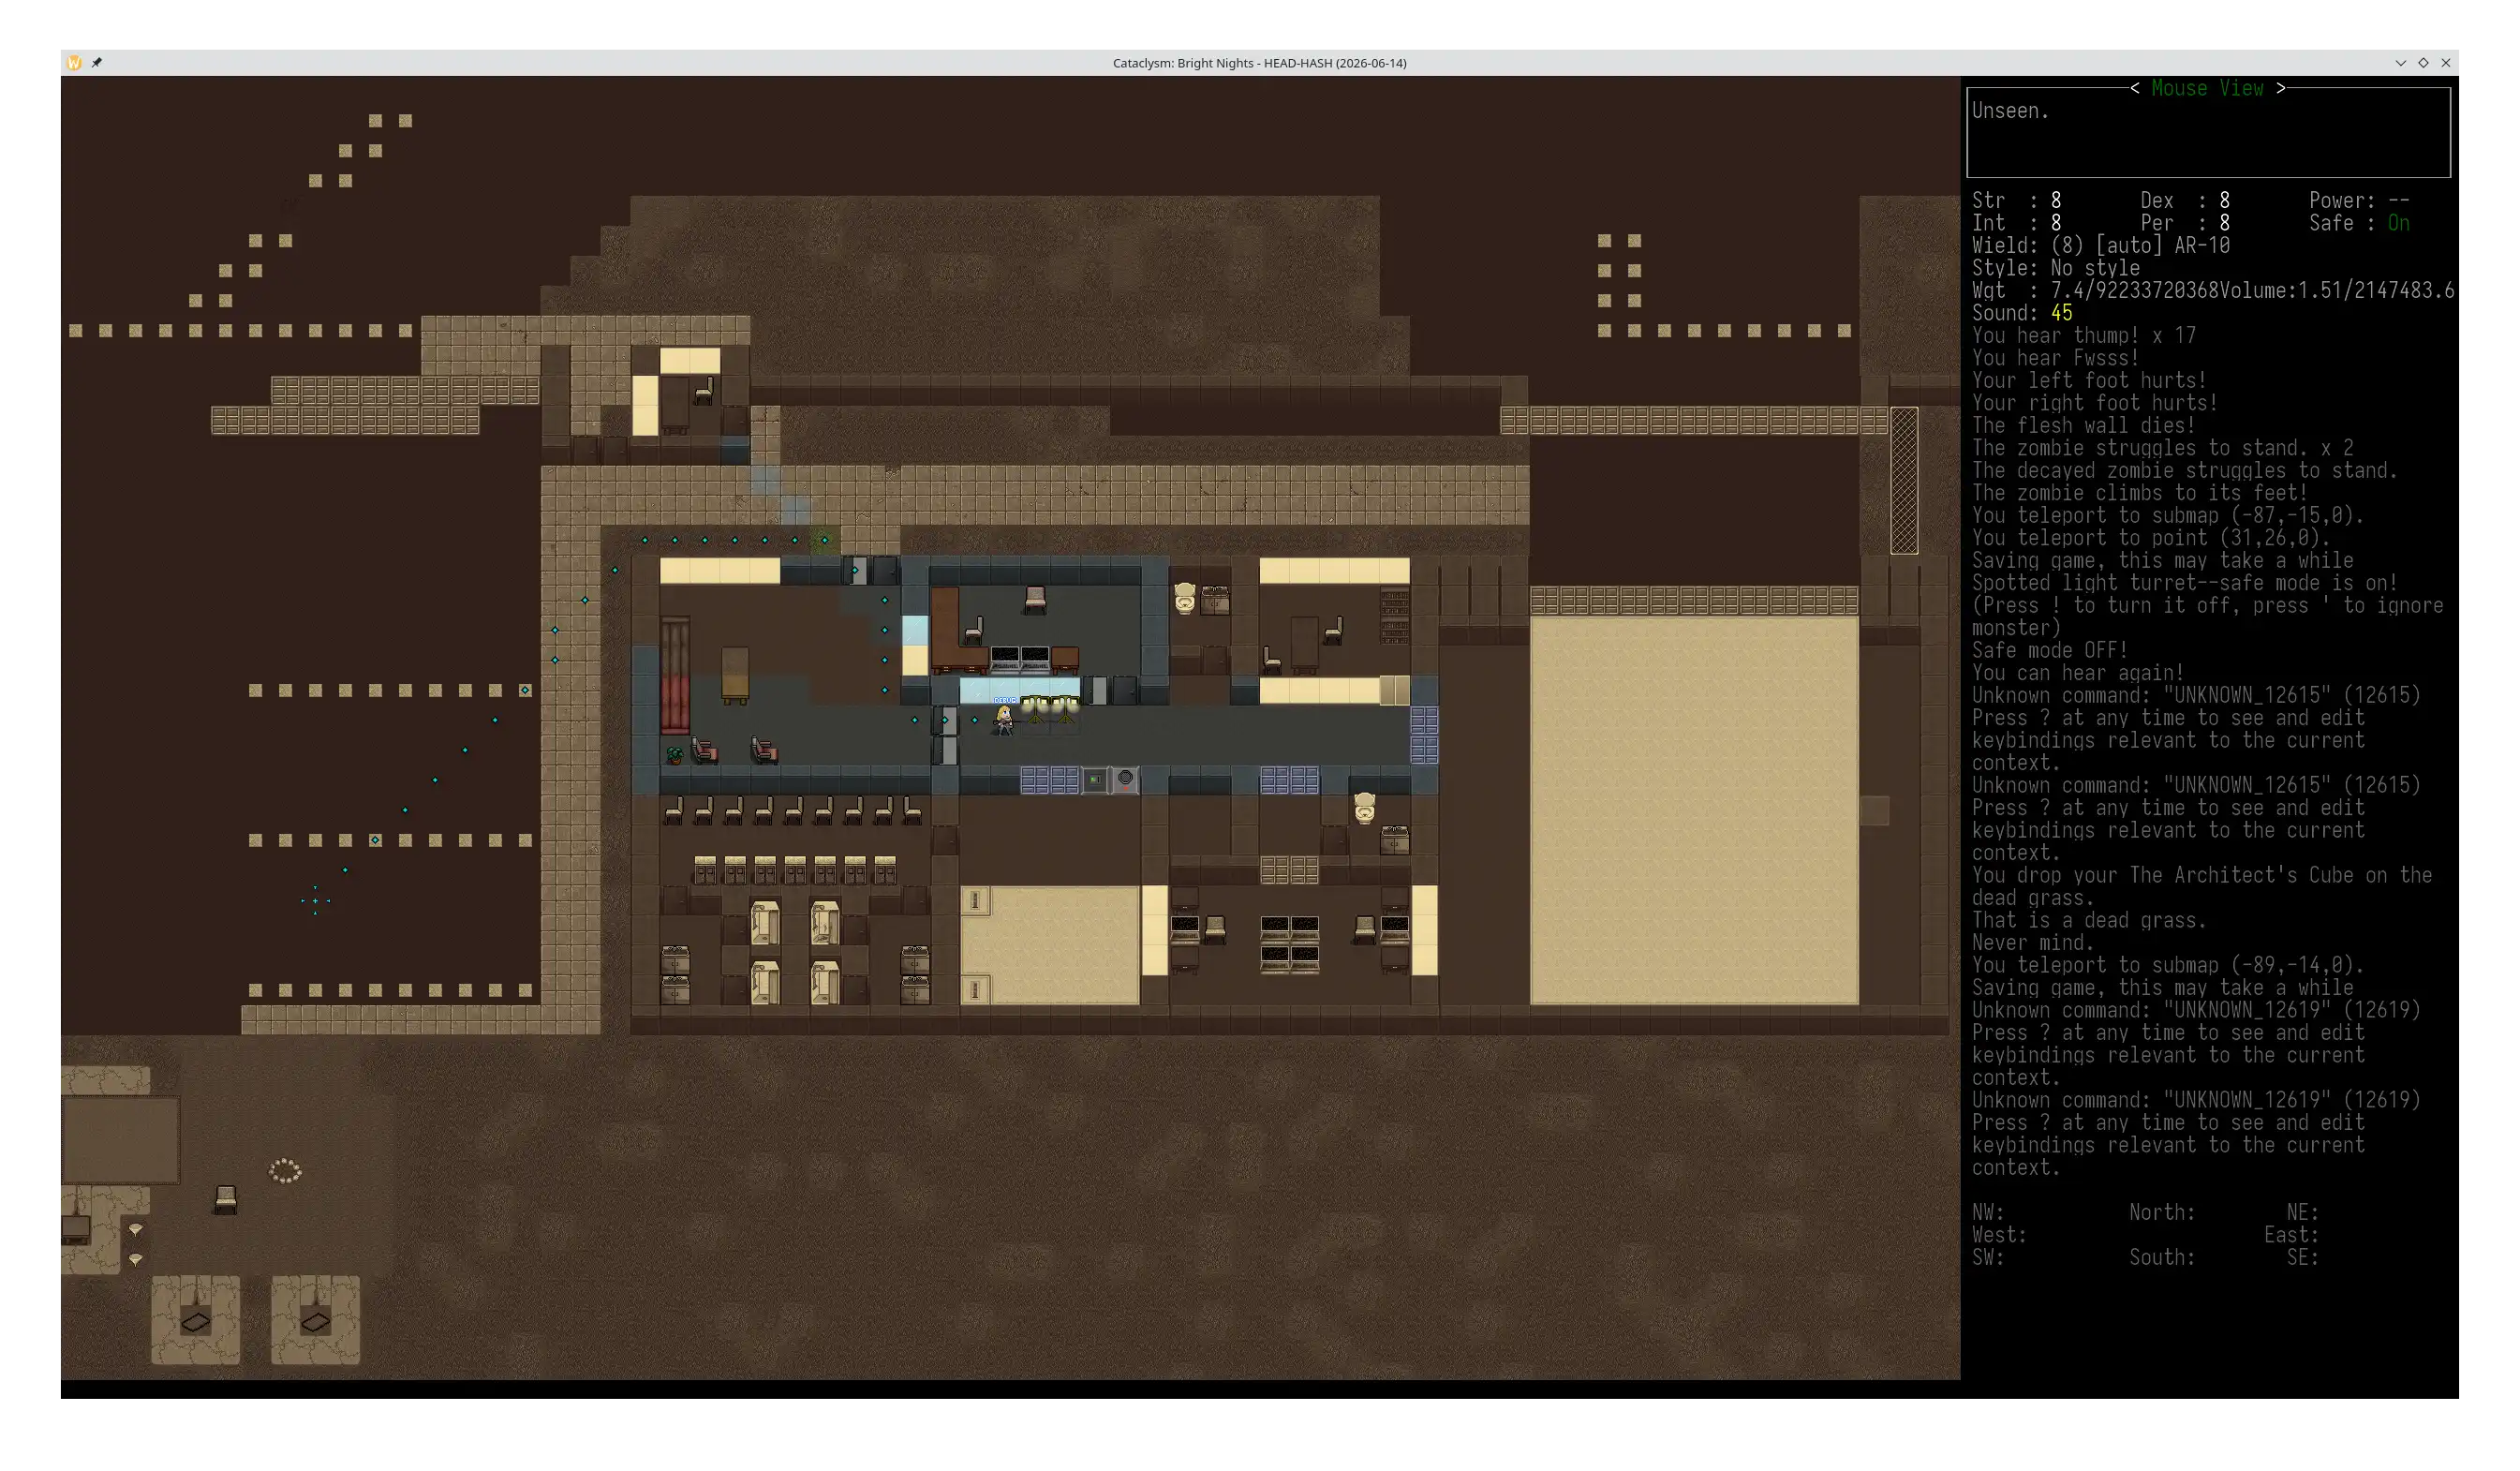 Cataclysm: Bright Nights - HEAD-HASH (2026-06-14)
< Mouse View >
Unseen.
Str : 8 Dex : 8 Power: --
Int : 8 Per : 8 Safe : On
Wield: (8) [auto] AR-10
Style: No style
Wgt : 7.4/92233720368Volume:1.51/2147483.6
Sound: 45
You hear thump! x 17
You hear Fwsss!
Your left foot hurts!
Your right foot hurts!
The flesh wall dies!
The zombie struggles to stand. x 2
The decayed zombie struggles to stand.
The zombie climbs to its feet!
You teleport to submap (-87,-15,0).
You teleport to point (31,26,0).
Saving game, this may take a while
Spotted light turret--safe mode is on!
(Press ! to turn it off, press ' to ignore
monster)
Safe mode OFF!
You can hear again!
Unknown command: "UNKNOWN_12615" (12615)
Press ? at any time to see and edit
keybindings relevant to the current
context.
Unknown command: "UNKNOWN_12615" (12615)
Press ? at any time to see and edit
keybindings relevant to the current
context.
You drop your The Architect's Cube on the
dead grass.
That is a dead grass.
Never mind.
You teleport to submap (-89,-14,0).
Saving game, this may take a while
Unknown command: "UNKNOWN_12619" (12619)
Press ? at any time to see and edit
keybindings relevant to the current
context.
Unknown command: "UNKNOWN_12619" (12619)
Press ? at any time to see and edit
keybindings relevant to the current
context.
NW: North: NE:
West: East:
SW: South: SE: